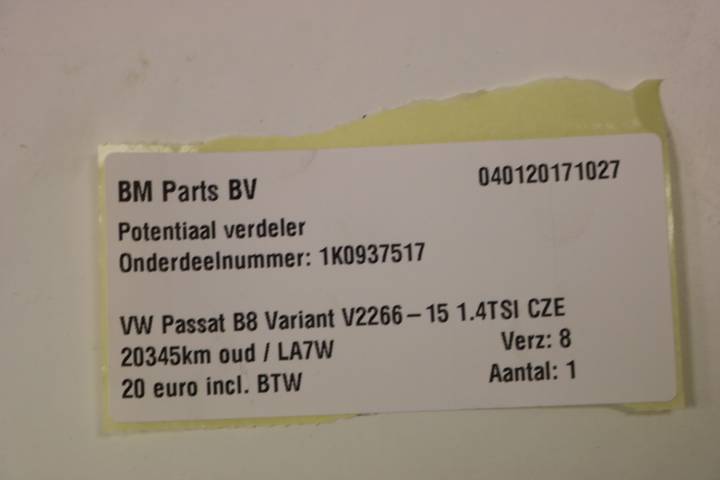 BM Parts BV 040120171027
Potentiaal verdeler
Onderdeelnummer: 1K0937517
VW Passat B8 Variant V2266-15 1.4TSI CZE
20345km oud / LA7W Verz: 8
20 euro incl. BTW Aantal: 1